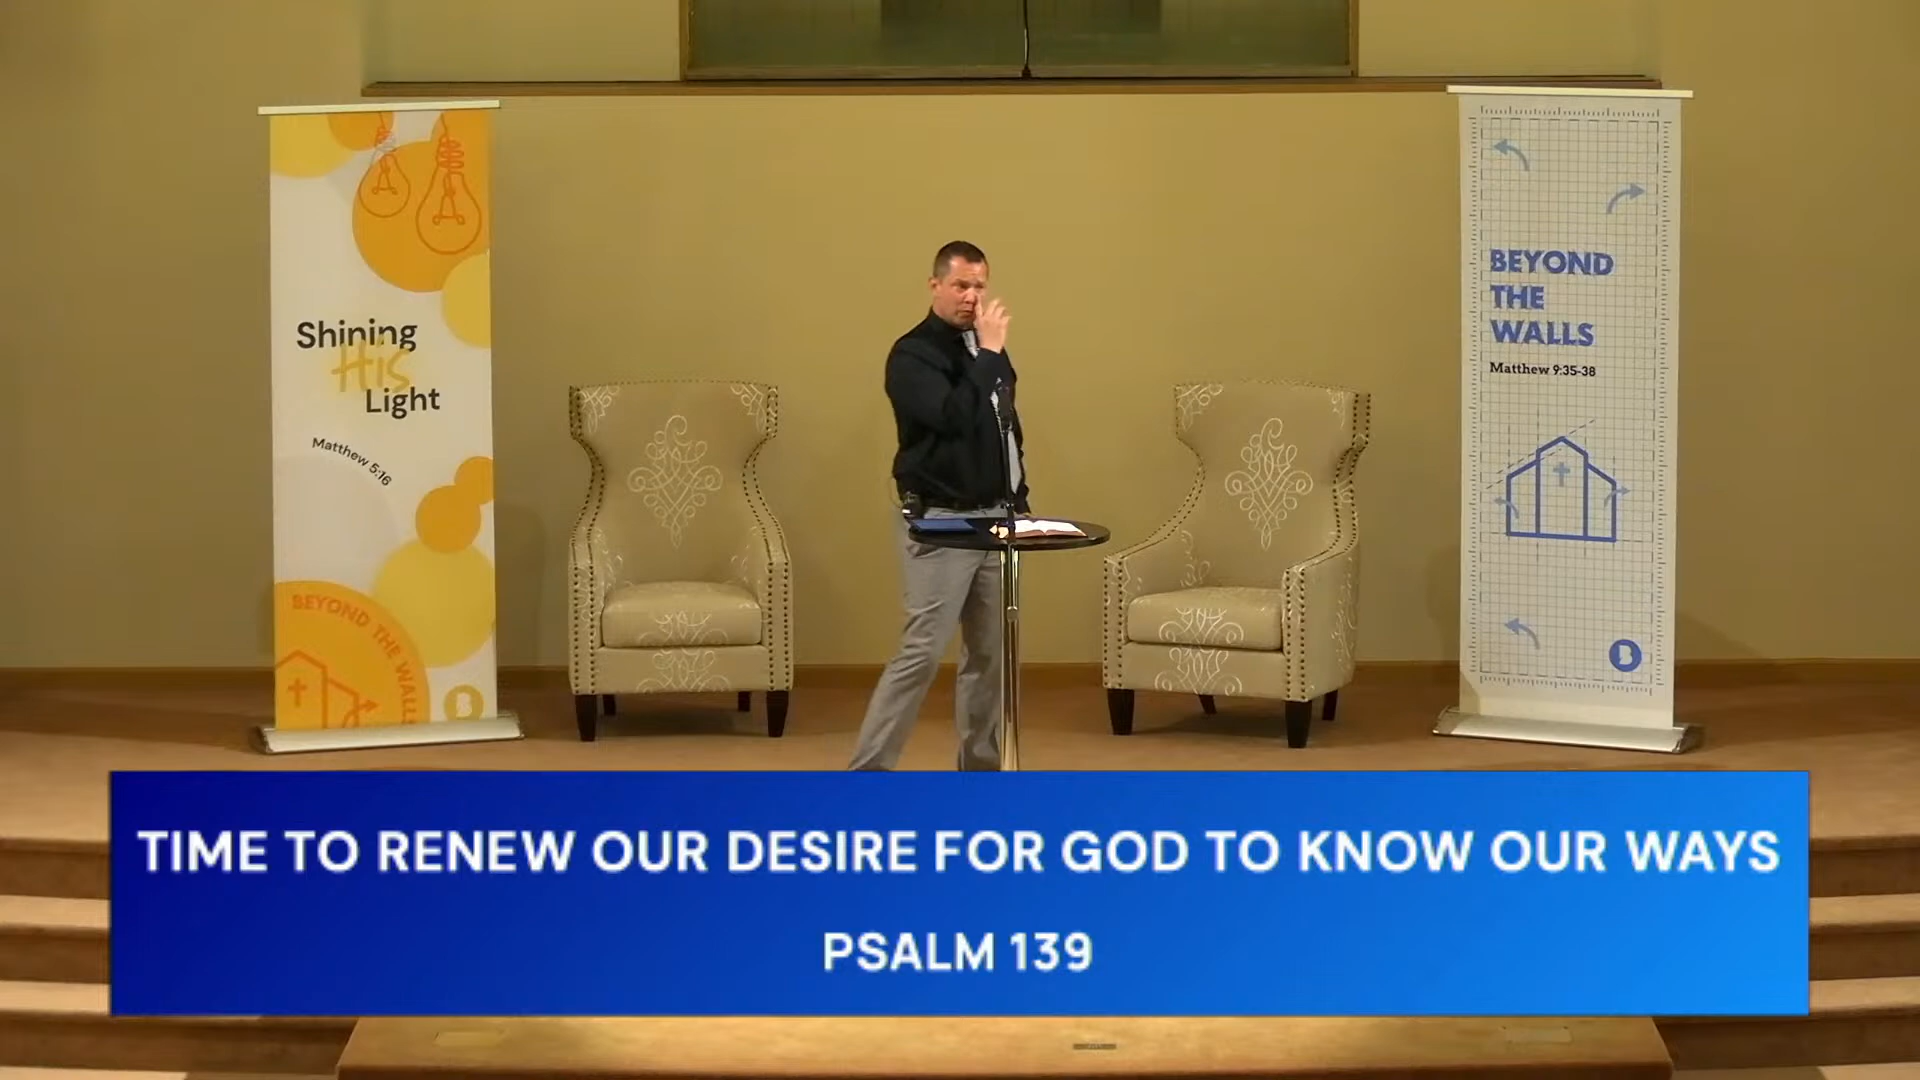 Shining
His
Light
Matthew 5:16
BEYOND THE WALLS
BEYOND
THE
WALLS
Matthew 9:35-38
B
TIME TO RENEW OUR DESIRE FOR GOD TO KNOW OUR WAYS
PSALM 139